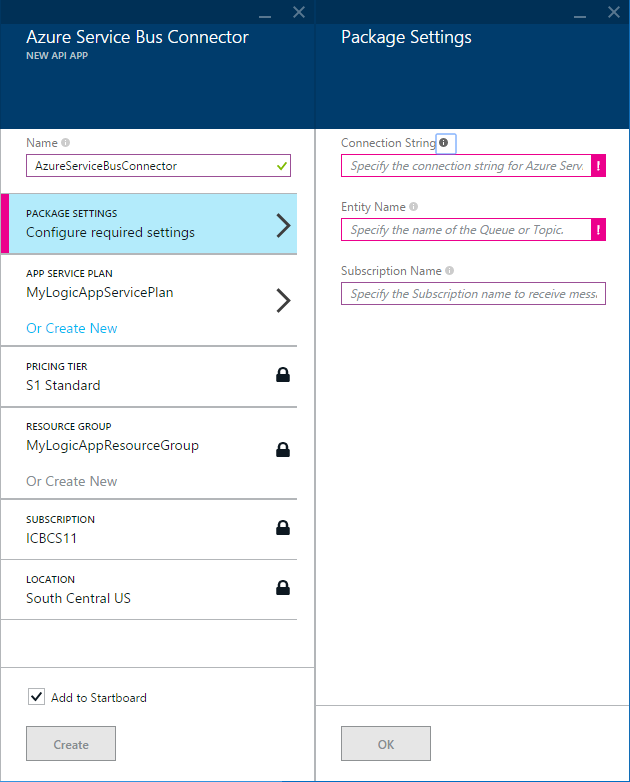 Azure Service Bus Connector
NEW API APP
Name
AzureServiceBusConnector
PACKAGE SETTINGS
Configure required settings
APP SERVICE PLAN
MyLogicAppServicePlan
Or Create New
PRICING TIER
S1 Standard
RESOURCE GROUP
MyLogicAppResourceGroup
Or Create New
SUBSCRIPTION
ICBCS11
LOCATION
South Central US
Add to Startboard
Create
Package Settings
Connection String
Specify the connection string for Azure Serv
Entity Name
Specify the name of the Queue or Topic.
Subscription Name
Specify the Subscription name to receive mess
OK